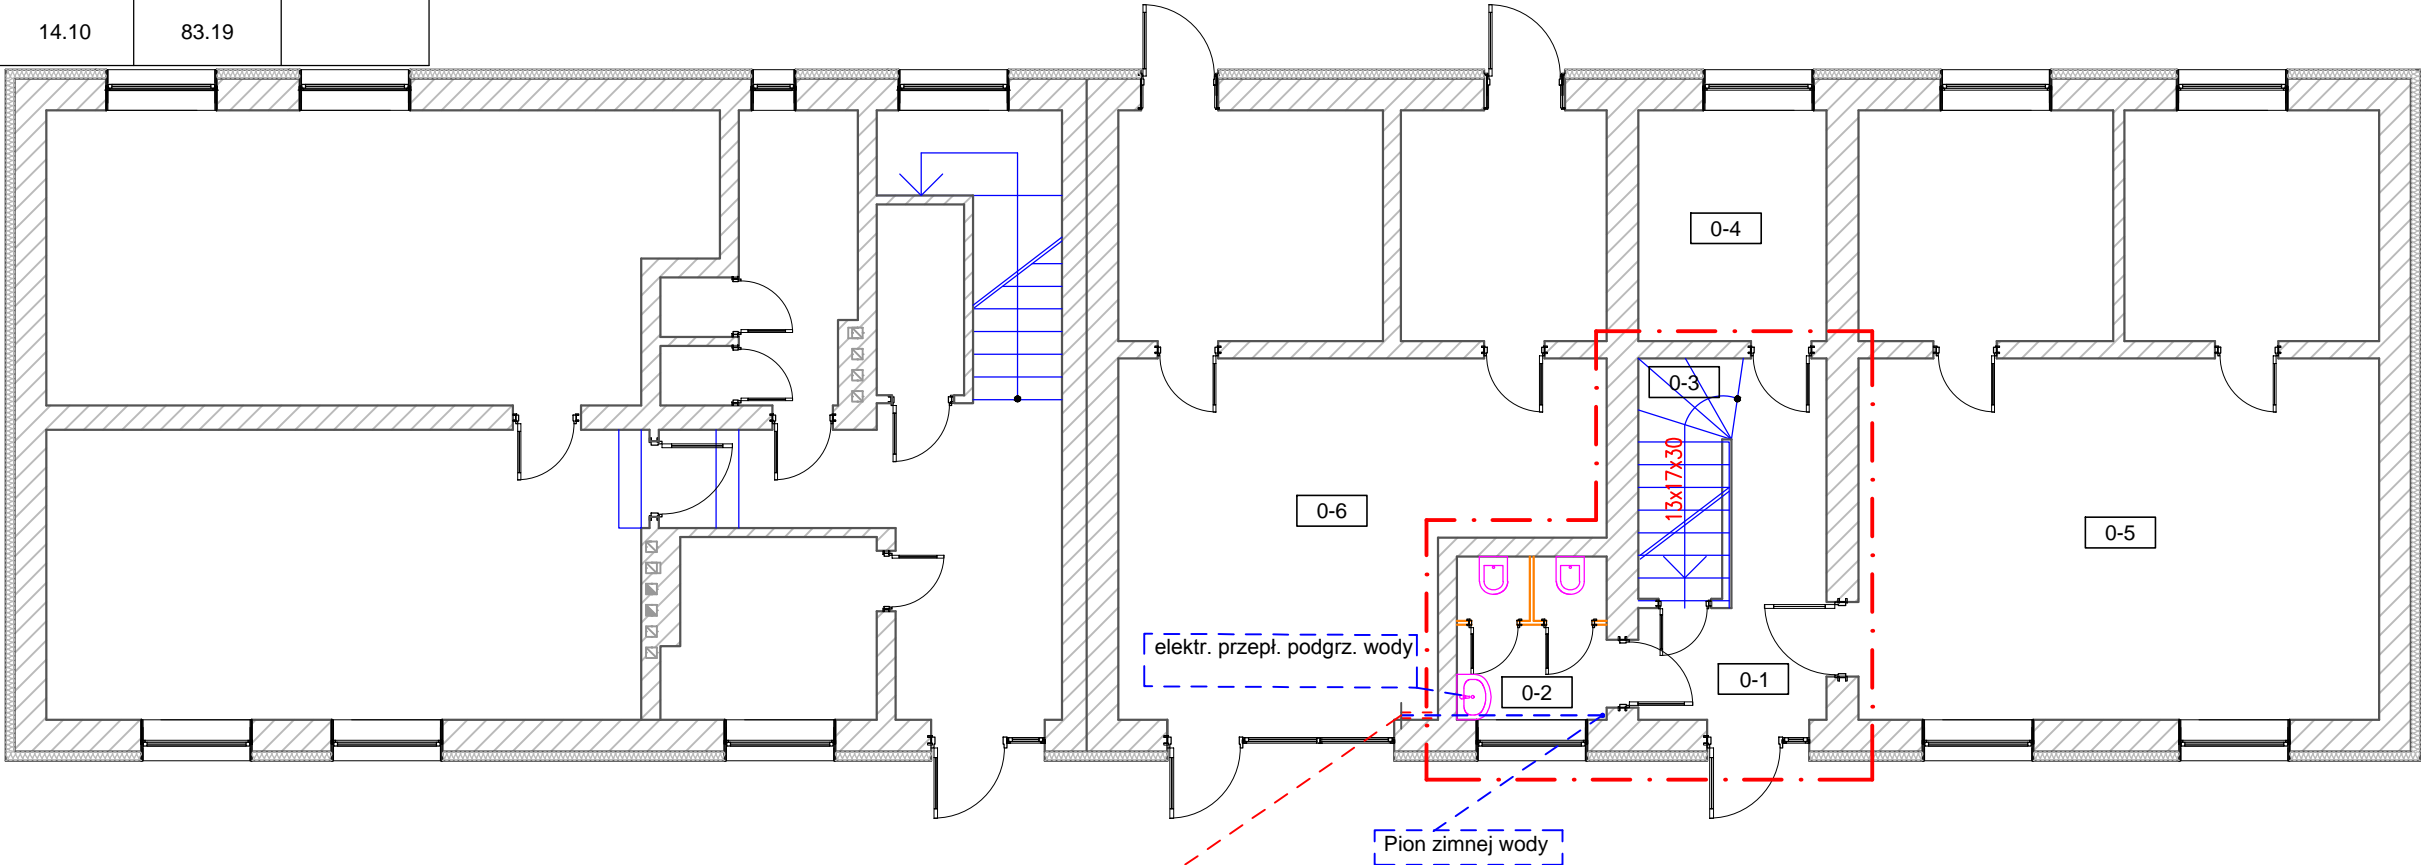 14.10 83.19
0-4
0-3
13x17x30
0-6
0-5
elektr. przepł. podgrz. wody
0-2
0-1
Pion zimnej wody